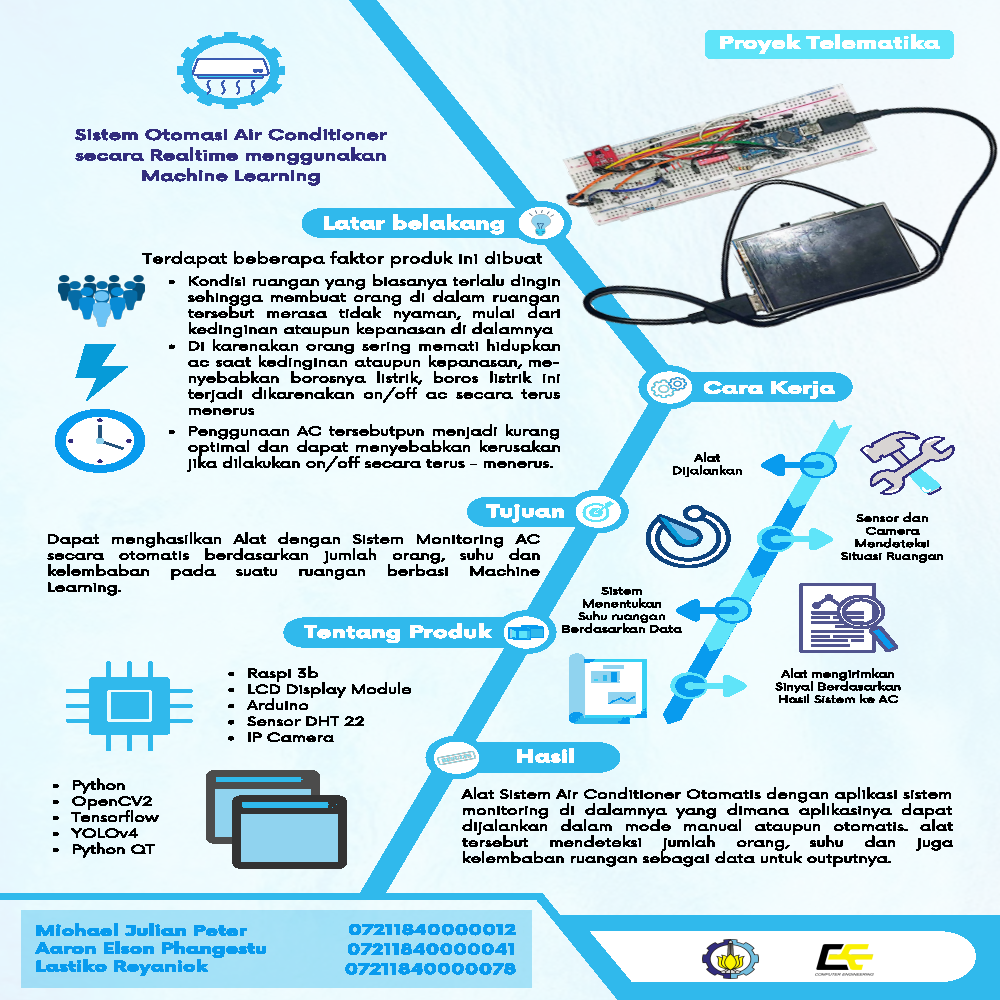 Proyek Telematika
Sistem Otomasi Air Conditioner
secara Realtime menggunakan
Machine Learning
Latar belakang
Terdapat beberapa faktor produk ini dibuat
• Kondisi ruangan yang biasanya terlalu dingin
sehingga membuat orang di dalam ruangan
tersebut merasa tidak nyaman, mulai dari
kedinginan ataupun kepanasan di dalamnya
• Di karenakan orang sering memati hidupkan
ac saat kedinginan ataupun kepanasan, me-
nyebabkan borosnya listrik, boros listrik ini
terjadi dikarenakan on/off ac secara terus
menerus
• Penggunaan AC tersebutpun menjadi kurang
optimal dan dapat menyebabkan kerusakan
jika dilakukan on/off secara terus - menerus.
Tujuan
Dapat menghasilkan Alat dengan Sistem Monitoring AC
secara otomatis berdasarkan jumlah orang, suhu dan
kelembaban pada suatu ruangan berbasi Machine
Learning.
Tentang Produk
• Raspi 3b
• LCD Display Module
• Arduino
• Sensor DHT 22
• IP Camera
• Python
• OpenCV2
• Tensorflow
• YOLOv4
• Python QT
Cara Kerja
Alat
Dijalankan
Sensor dan
Camera
Mendeteksi
Situasi Ruangan
Sistem
Menentukan
Suhu ruangan
Berdasarkan Data
Alat mengirimkan
Sinyal Berdasarkan
Hasil Sistem ke AC
Hasil
Alat Sistem Air Conditioner Otomatis dengan aplikasi sistem
monitoring di dalamnya yang dimana aplikasinya dapat
dijalankan dalam mode manual ataupun otomatis. alat
tersebut mendeteksi jumlah orang, suhu dan juga
kelembaban ruangan sebagai data untuk outputnya.
Michael Julian Peter 07211840000012
Aaron Elson Phangestu 07211840000041
Lastiko Reyaniek 07211840000078
CE
COMPUTER ENGINEERING